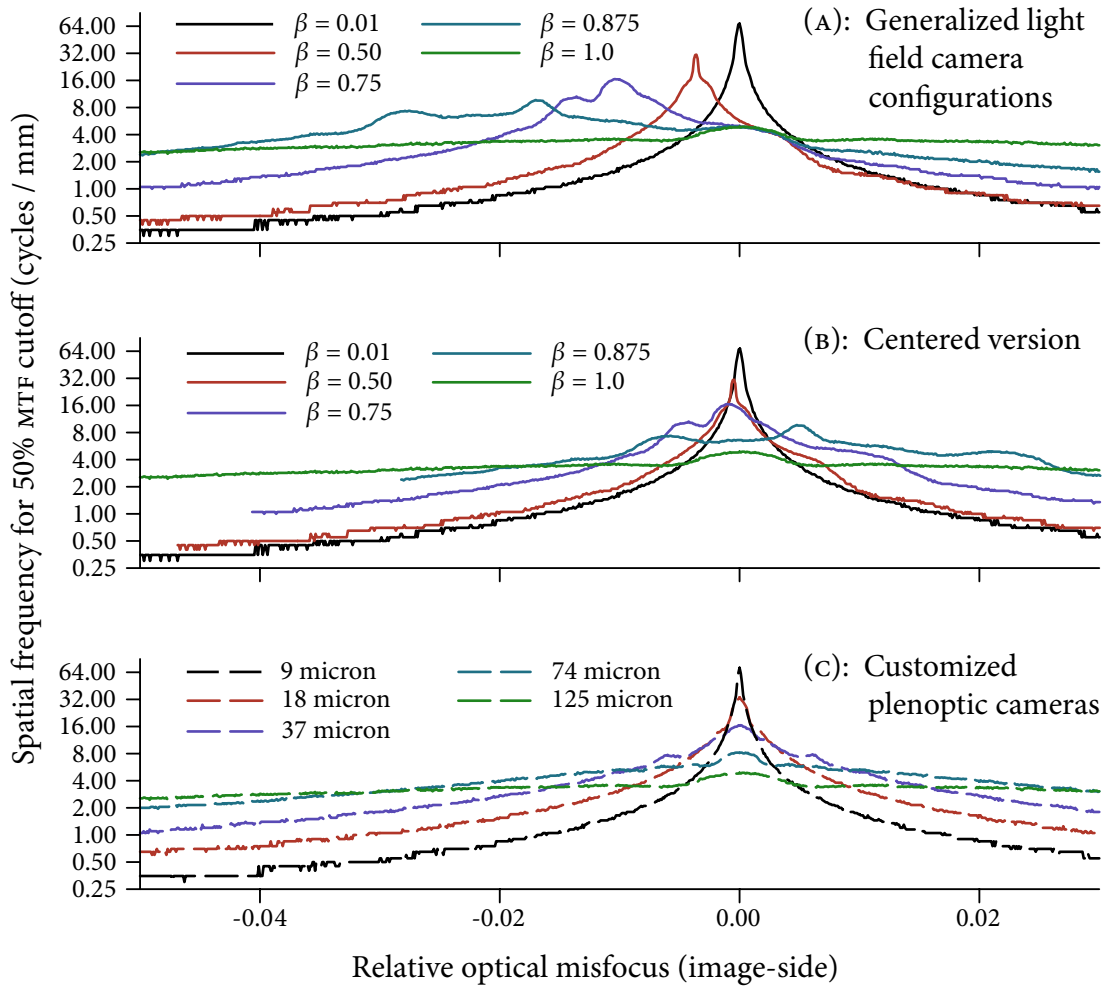 Spatial frequency for 50% MTF cutoff (cycles / mm)
64.00
32.00
16.00
8.00
4.00
2.00
1.00
0.50
0.25
β = 0.01
β = 0.50
β = 0.75
β = 0.875
β = 1.0
(A): Generalized light
field camera
configurations
64.00
32.00
16.00
8.00
4.00
2.00
1.00
0.50
0.25
β = 0.01
β = 0.50
β = 0.75
β = 0.875
β = 1.0
(B): Centered version
64.00
32.00
16.00
8.00
4.00
2.00
1.00
0.50
0.25
9 micron
18 micron
37 micron
74 micron
125 micron
(C): Customized
plenoptic cameras
-0.04 -0.02 0.00 0.02
Relative optical misfocus (image-side)